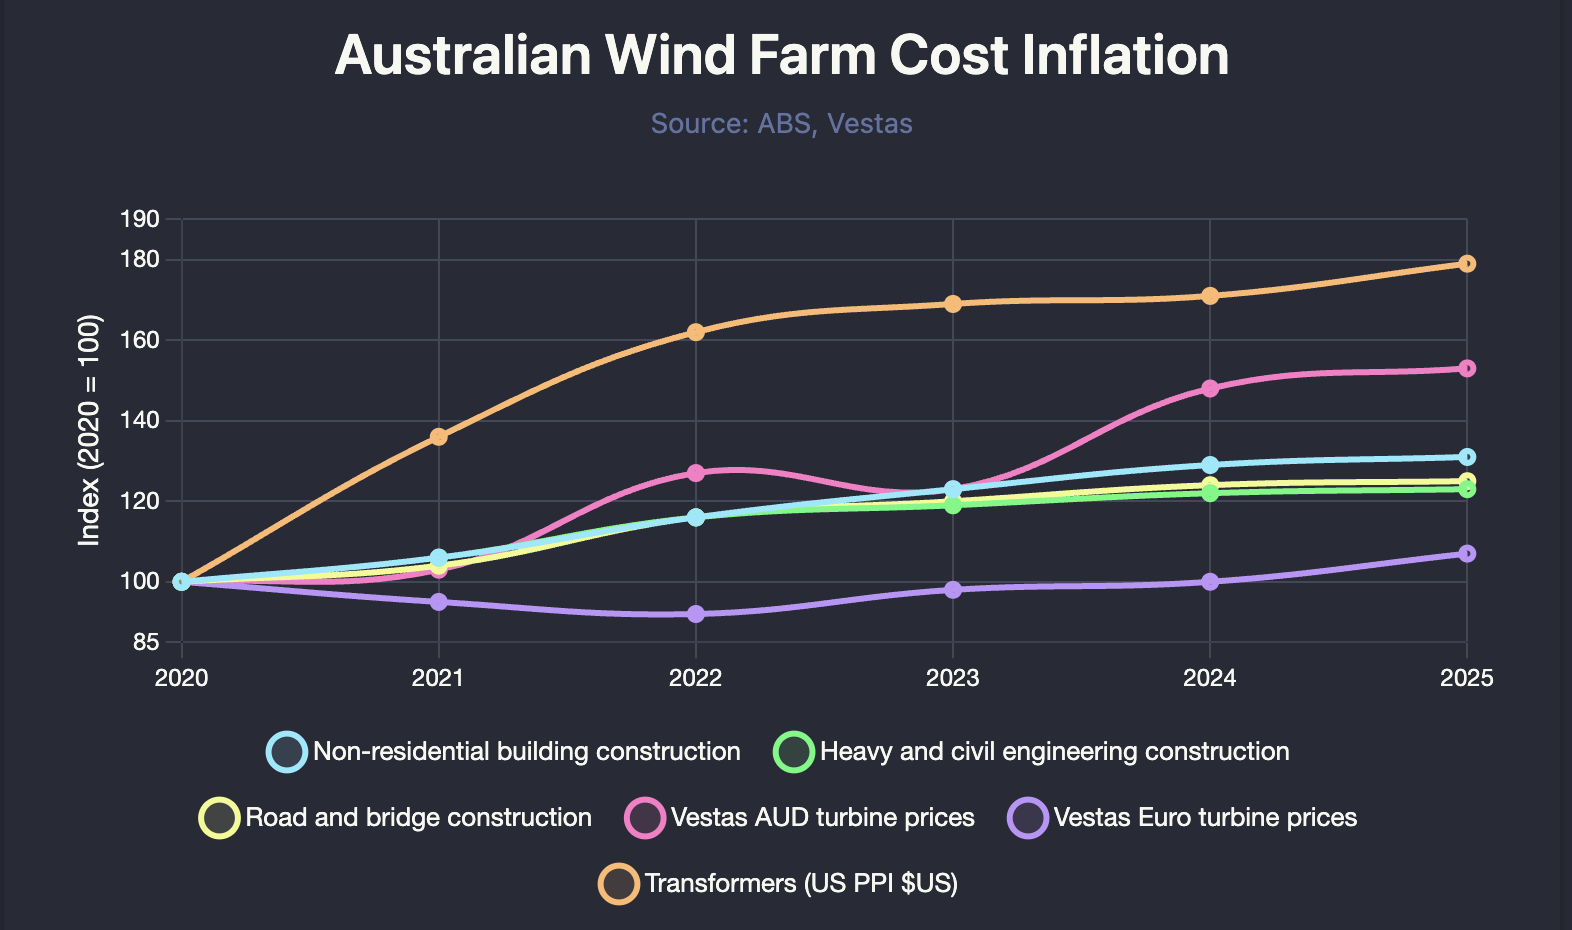 Australian Wind Farm Cost Inflation
Source: ABS, Vestas
Index (2020 = 100)
190
180
160
140
120
100
85
2020 2021 2022 2023 2024 2025
Non-residential building construction Heavy and civil engineering construction
Road and bridge construction Vestas AUD turbine prices Vestas Euro turbine prices
Transformers (US PPI $US)